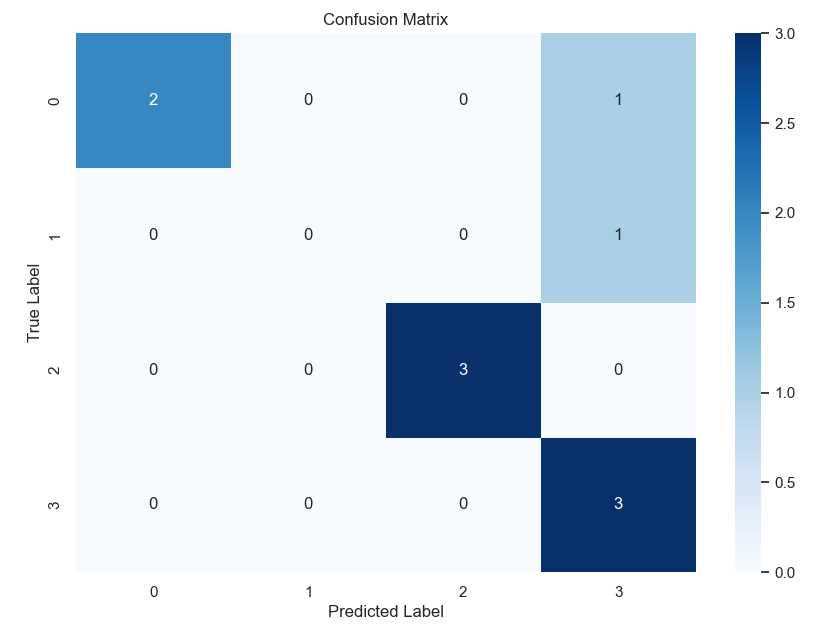 Confusion Matrix
0 2 0 0 1
1 0 0 0 1
2 0 0 3 0
3 0 0 0 3
0 1 2 3
True Label
Predicted Label
3.0
2.5
2.0
1.5
1.0
0.5
0.0